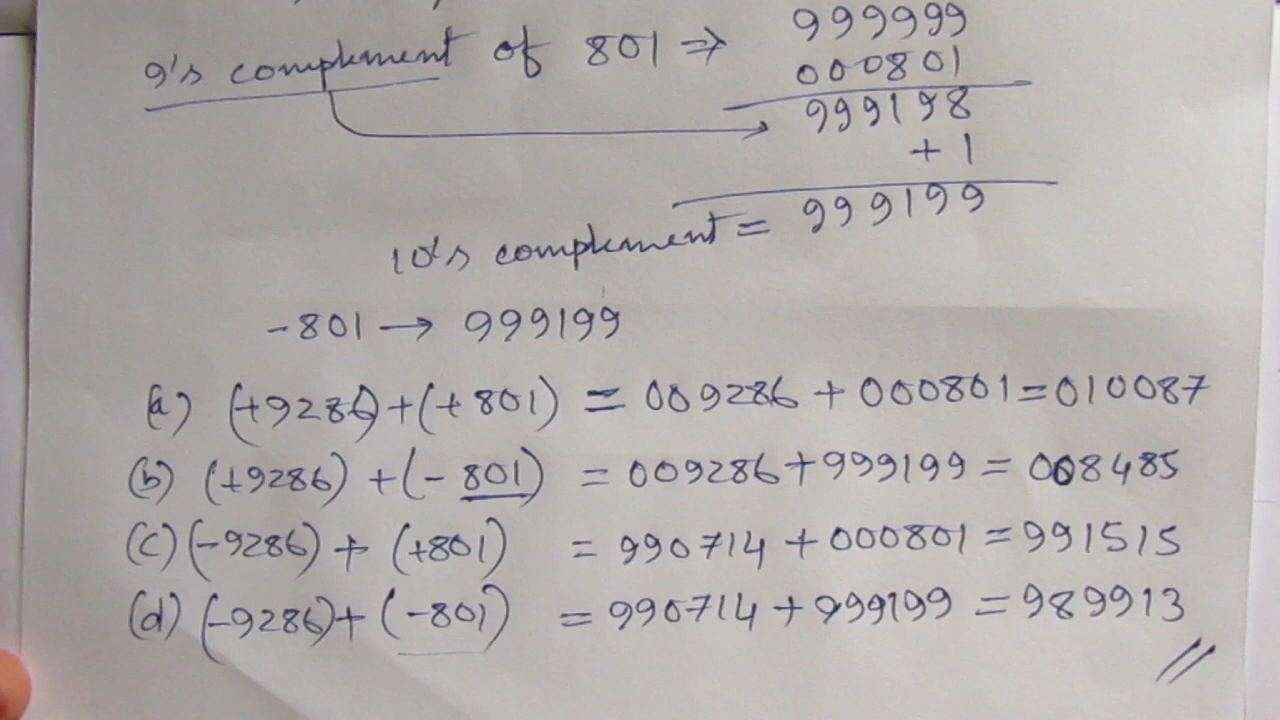 999999
9's complement of 801 ⇒ 000801
999198
+ 1
999199
10's complement = 999199
-801 → 999199
(a) (+9286)+(+801) = 009286 + 000801 = 010087
(b) (+9286) + (- 801) = 009286 + 999199 = 008485
(c) (-9286) + (+801) = 990714 + 000801 = 991515
(d) (-9286) + (-801) = 990714 + 999199 = 989913
//